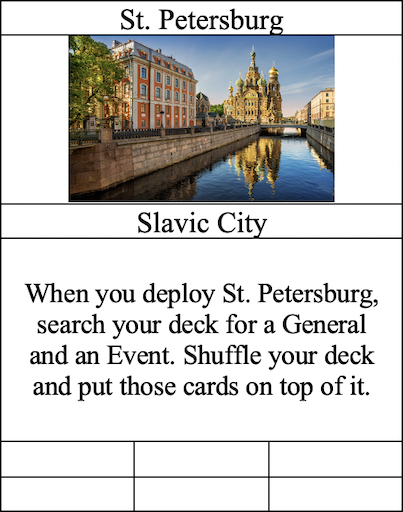 St. Petersburg
Slavic City
When you deploy St. Petersburg,
search your deck for a General
and an Event. Shuffle your deck
and put those cards on top of it.